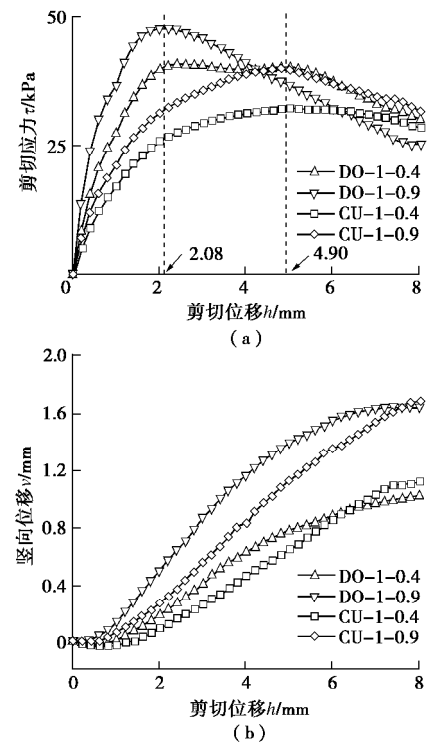 50
25
0
剪切应力τ/kPa
DO-1-0.4
DO-1-0.9
CU-1-0.4
CU-1-0.9
2.08
4.90
0 2 4 6 8
剪切位移h/mm
(a)
2.0
1.6
1.2
0.8
0.4
0
竖向位移v/mm
DO-1-0.4
DO-1-0.9
CU-1-0.4
CU-1-0.9
0 2 4 6 8
剪切位移h/mm
(b)